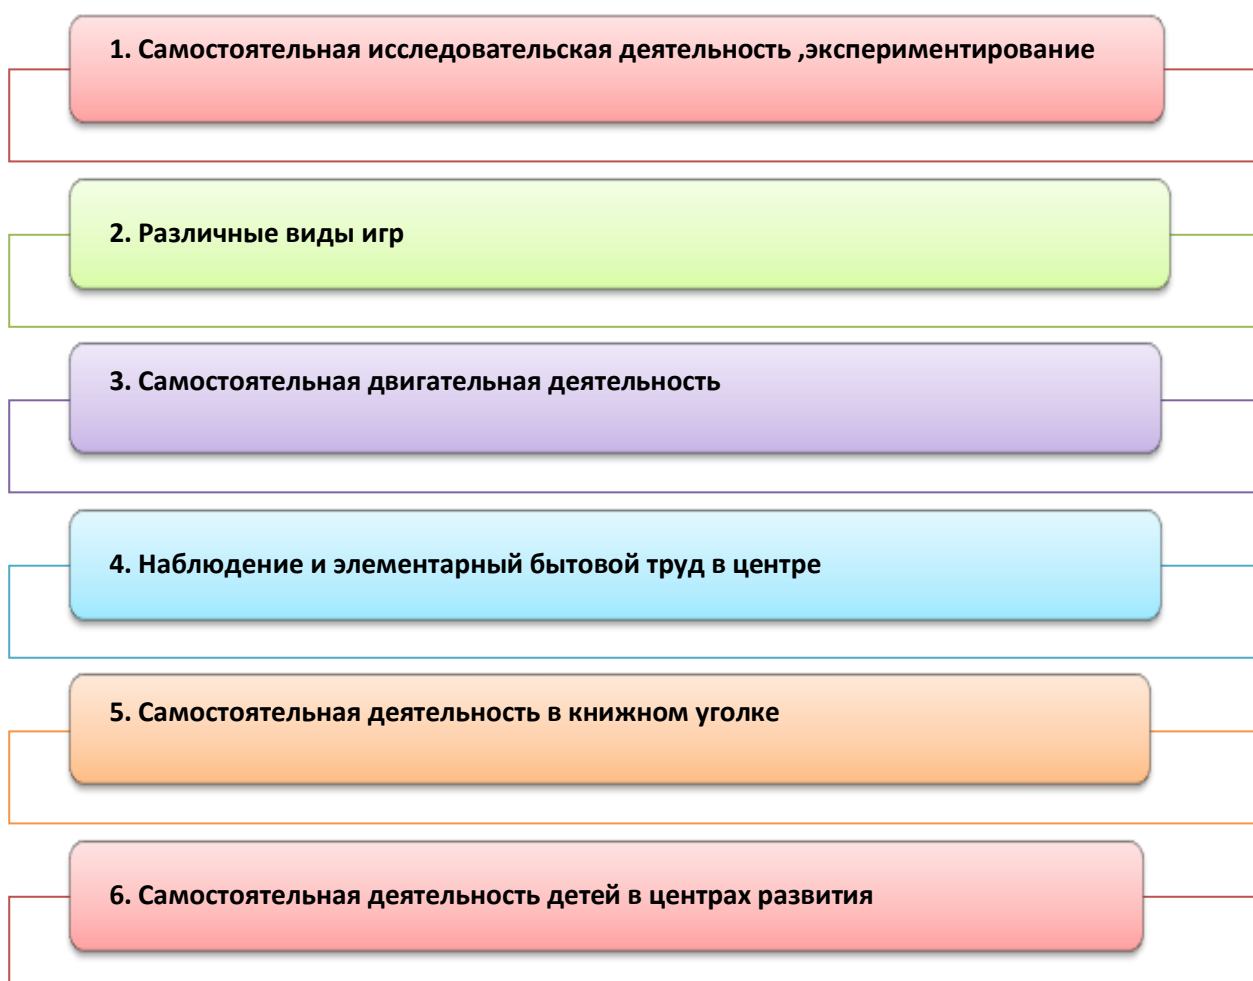 1. Самостоятельная исследовательская деятельность ,экспериментирование
2. Различные виды игр
3. Самостоятельная двигательная деятельность
4. Наблюдение и элементарный бытовой труд в центре
5. Самостоятельная деятельность в книжном уголке
6. Самостоятельная деятельность детей в центрах развития